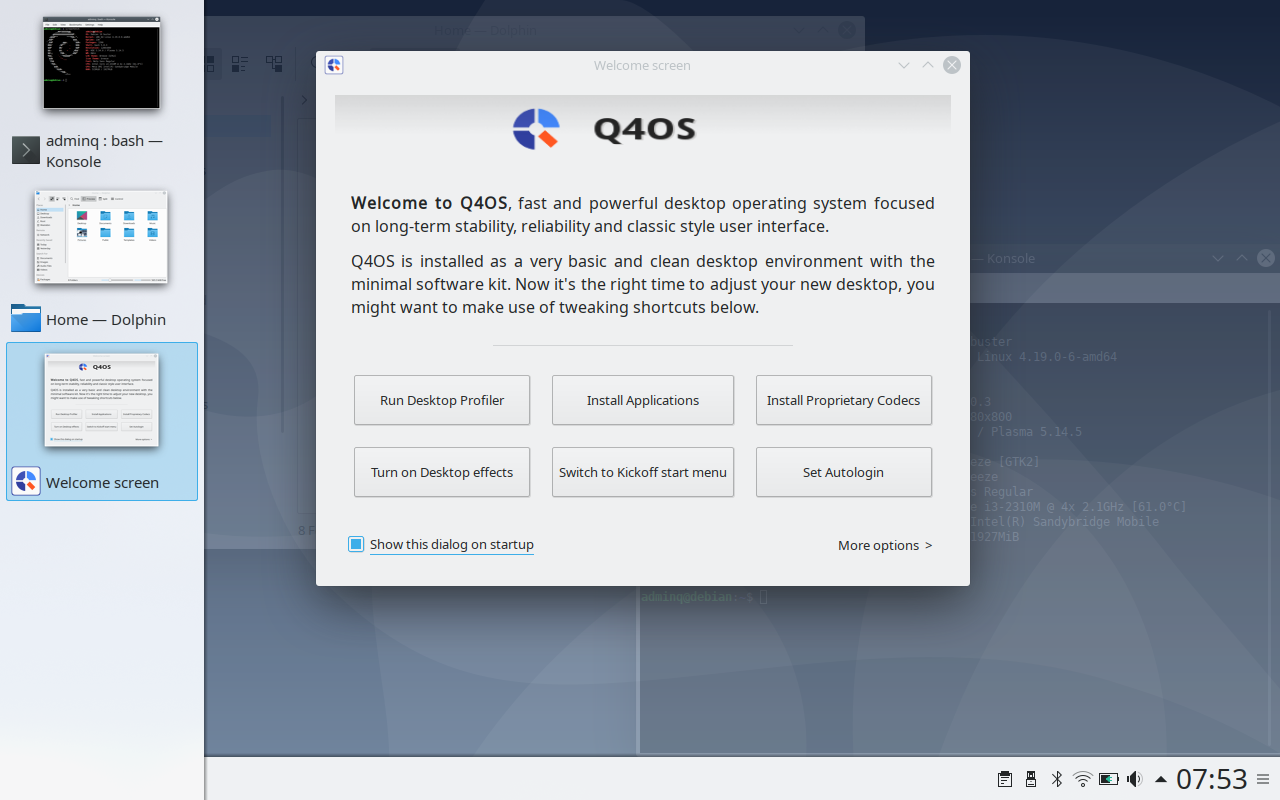 adminq : bash —
Konsole
Home — Dolphin
Welcome screen
Home — Dolphin
Welcome screen
Q4OS
Welcome to Q4OS, fast and powerful desktop operating system focused
on long-term stability, reliability and classic style user interface.
Q4OS is installed as a very basic and clean desktop environment with the
minimal software kit. Now it's the right time to adjust your new desktop, you
might want to make use of tweaking shortcuts below.
Run Desktop Profiler
Install Applications
Install Proprietary Codecs
Turn on Desktop effects
Switch to Kickoff start menu
Set Autologin
Show this dialog on startup
More options >
— Konsole
buster
Linux 4.19.0-6-amd64
0.3
/ Plasma 5.14.5
[GTK2]
Regular
i3-2310M @ 4x 2.1GHz [61.0°C]
Intel(R) Sandybridge Mobile
1927MiB
adminq@debian:~$
07:53